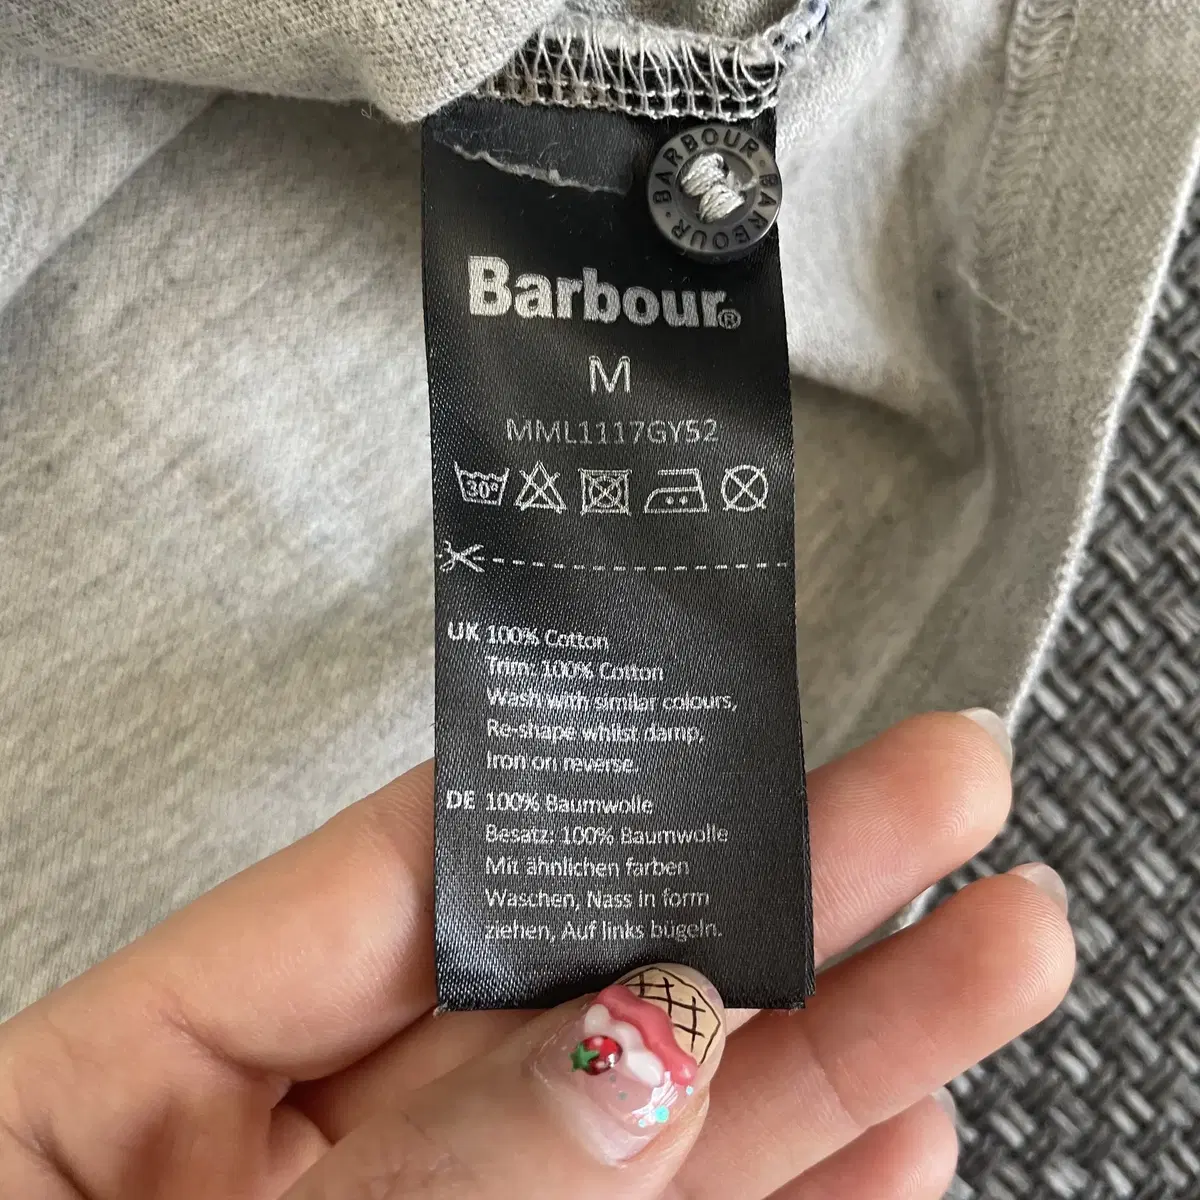 BARBOUR · BARBOUR · BARBOUR ·
Barbour®
M
MML1117GY52
30°
UK 100% Cotton
Trim: 100% Cotton
Wash with similar colours,
Re-shape whilst damp,
Iron on reverse.
DE 100% Baumwolle
Besatz: 100% Baumwolle
Mit ähnlichen farben
Waschen, Nass in form
ziehen, Auf links bügeln.